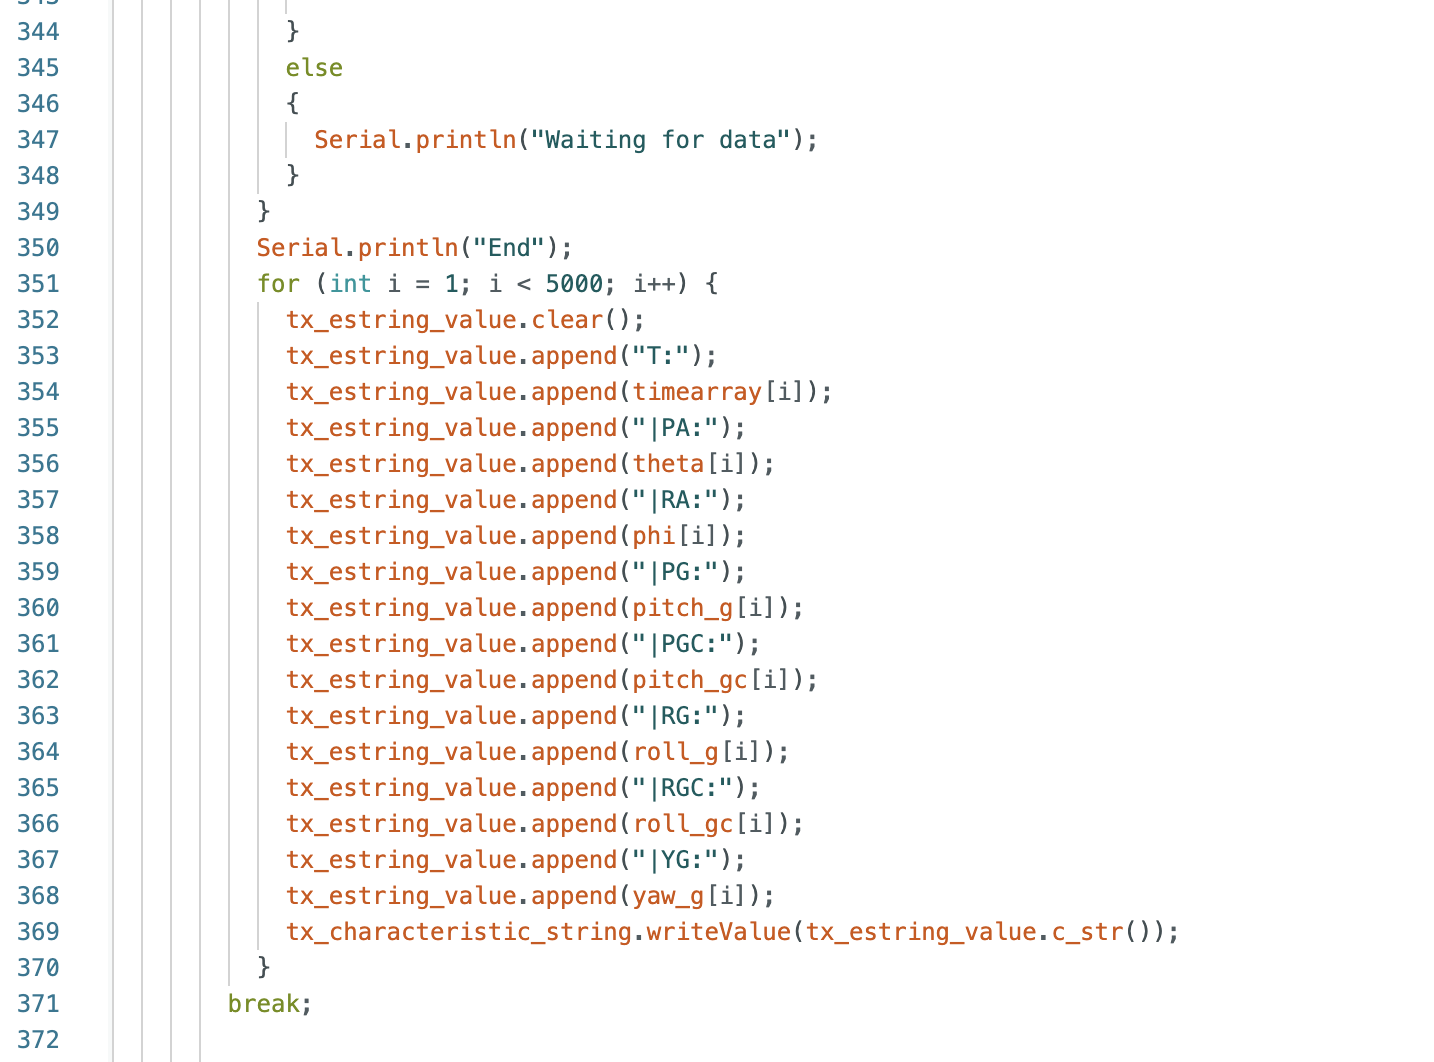 344 }
345 else
346 {
347 Serial.println("Waiting for data");
348 }
349 }
350 Serial.println("End");
351 for (int i = 1; i < 5000; i++) {
352 tx_estring_value.clear();
353 tx_estring_value.append("T:");
354 tx_estring_value.append(timearray[i]);
355 tx_estring_value.append("|PA:");
356 tx_estring_value.append(theta[i]);
357 tx_estring_value.append("|RA:");
358 tx_estring_value.append(phi[i]);
359 tx_estring_value.append("|PG:");
360 tx_estring_value.append(pitch_g[i]);
361 tx_estring_value.append("|PGC:");
362 tx_estring_value.append(pitch_gc[i]);
363 tx_estring_value.append("|RG:");
364 tx_estring_value.append(roll_g[i]);
365 tx_estring_value.append("|RGC:");
366 tx_estring_value.append(roll_gc[i]);
367 tx_estring_value.append("|YG:");
368 tx_estring_value.append(yaw_g[i]);
369 tx_characteristic_string.writeValue(tx_estring_value.c_str());
370 }
371 break;
372